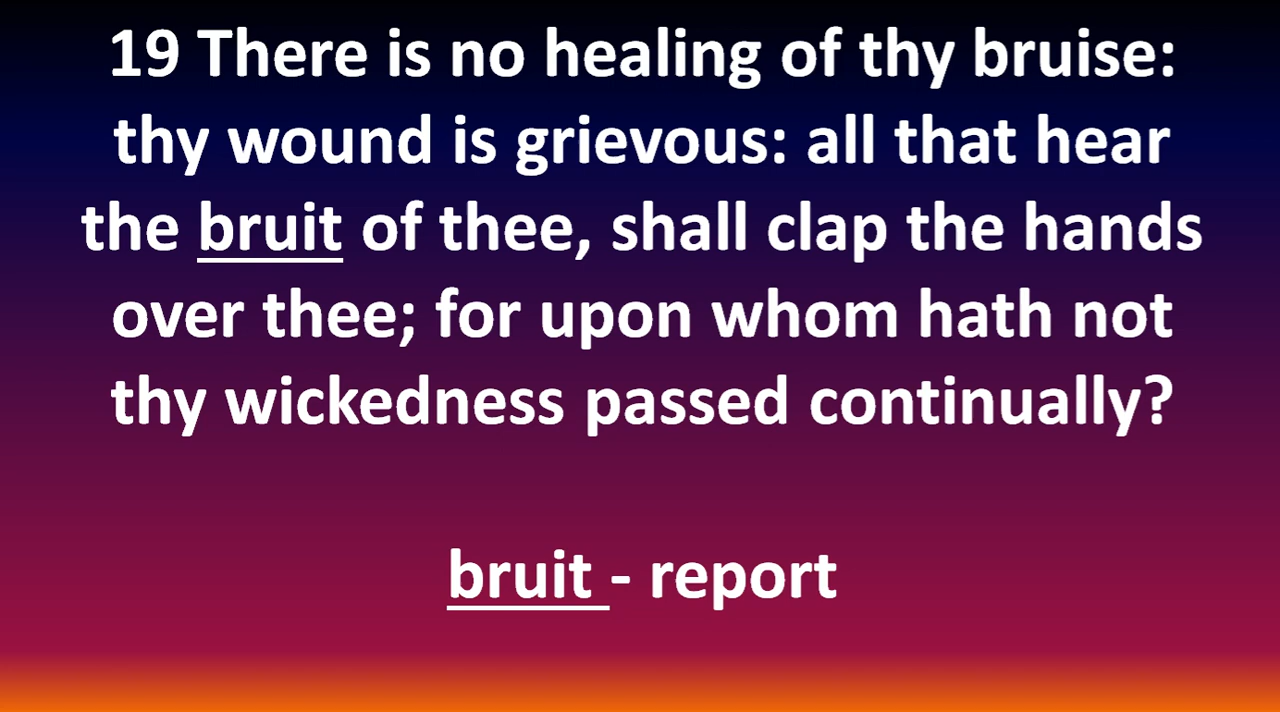 19 There is no healing of thy bruise:
thy wound is grievous: all that hear
the bruit of thee, shall clap the hands
over thee; for upon whom hath not
thy wickedness passed continually?
bruit - report